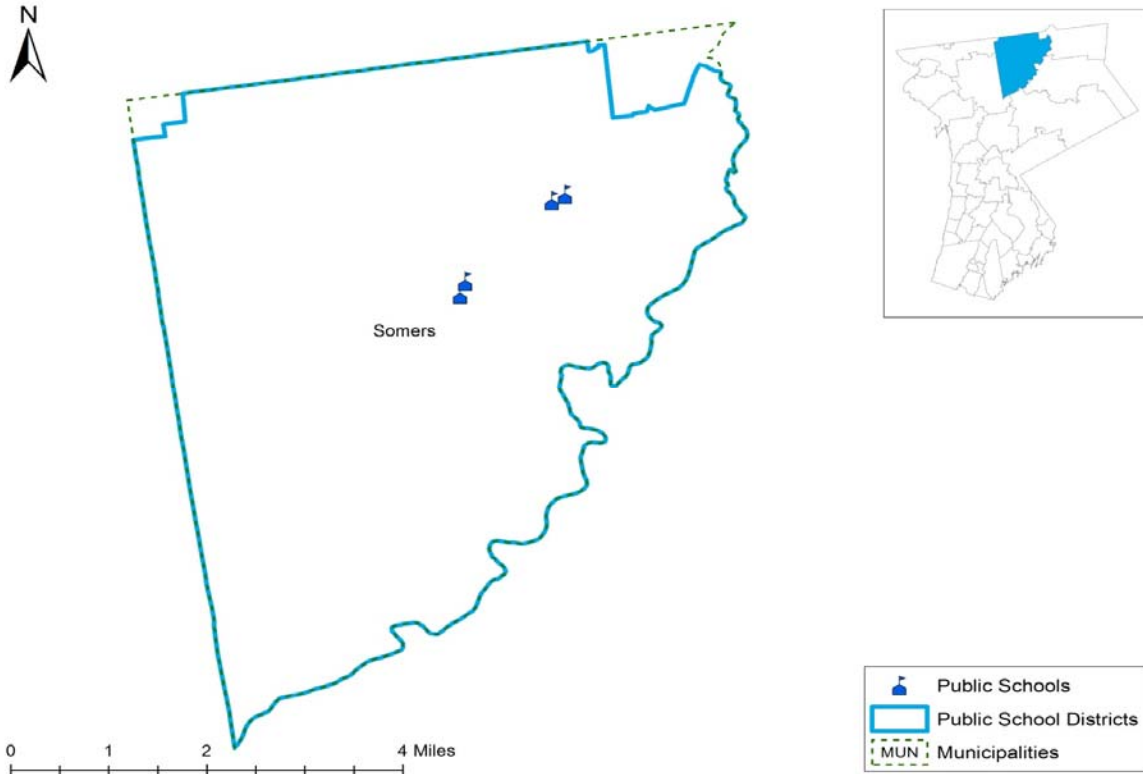 N
Somers
0 1 2 4 Miles
Public Schools
Public School Districts
MUN Municipalities